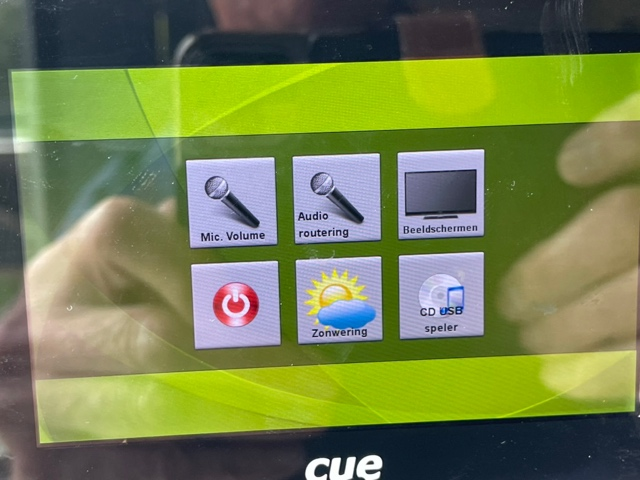 Mic. Volume
Audio
routering
Beeldschermen
Zonwering
CD USB
speler
cue